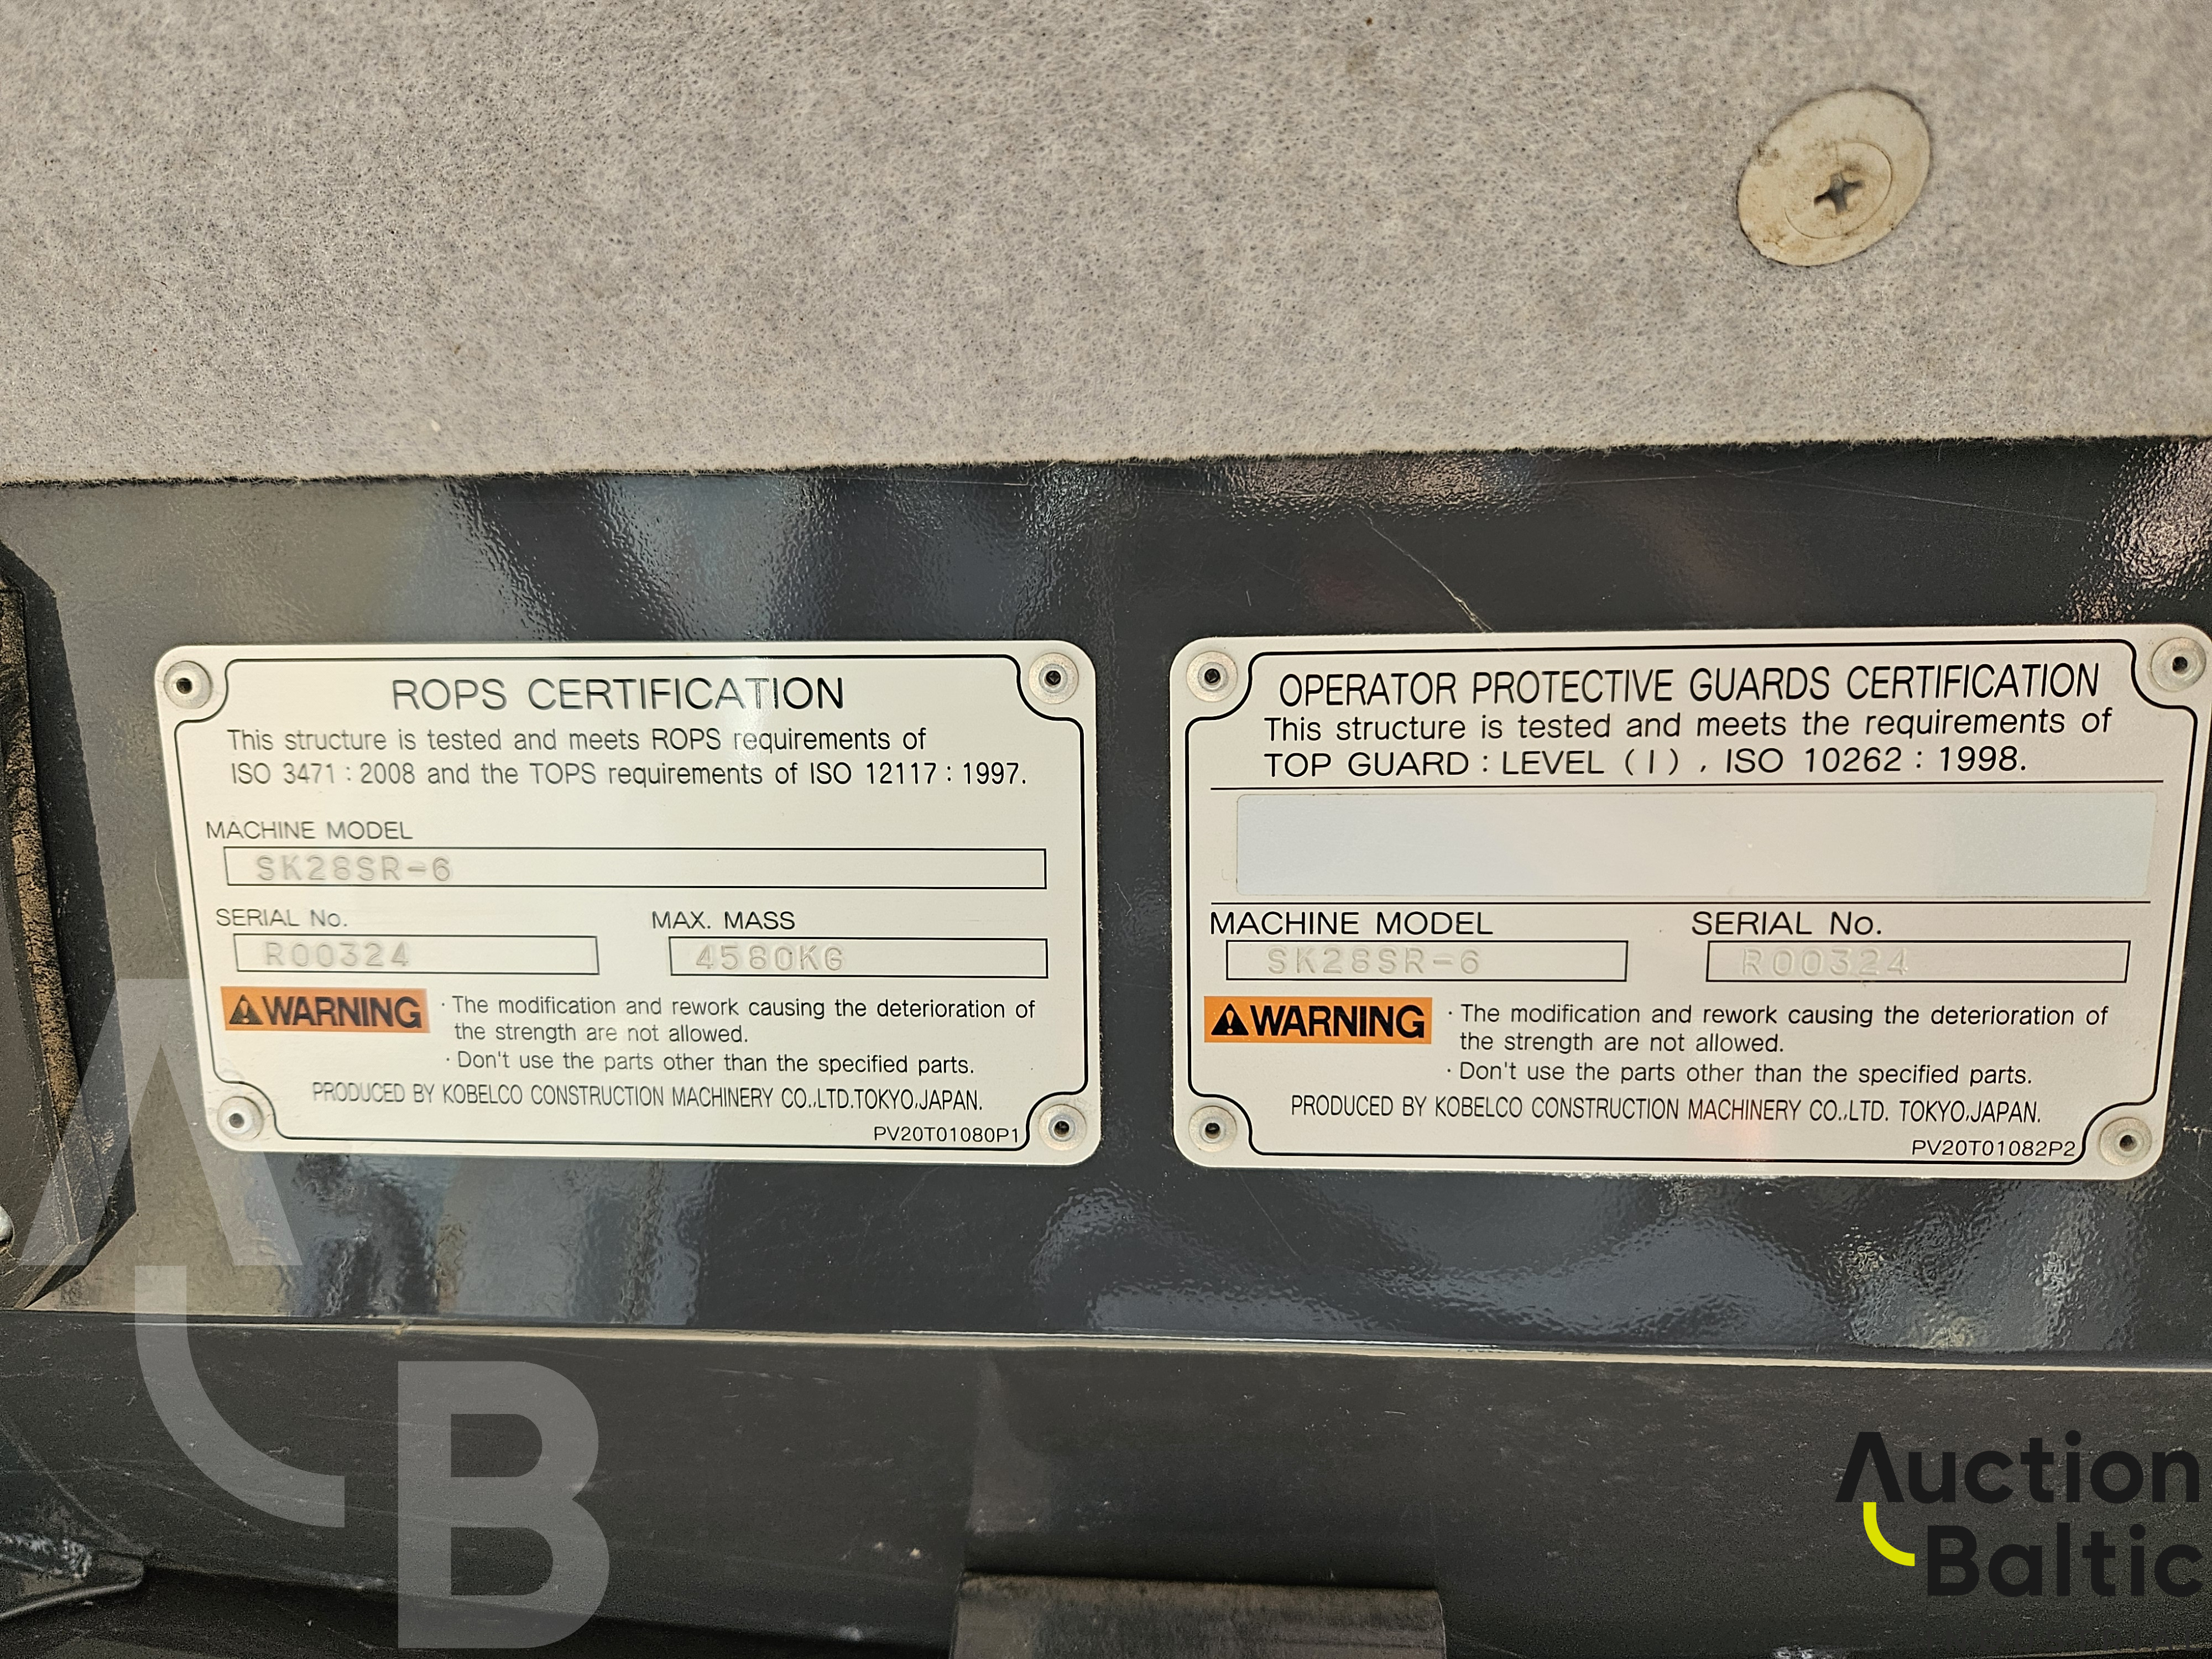 ROPS CERTIFICATION
This structure is tested and meets ROPS requirements of
ISO 3471 : 2008 and the TOPS requirements of ISO 12117 : 1997.
MACHINE MODEL
SK28SR-6
SERIAL No.
MAX. MASS
R00324
4580KG
WARNING
· The modification and rework causing the deterioration of
the strength are not allowed.
· Don't use the parts other than the specified parts.
PRODUCED BY KOBELCO CONSTRUCTION MACHINERY CO.,LTD.TOKYO,JAPAN.
PV20T01080P1
OPERATOR PROTECTIVE GUARDS CERTIFICATION
This structure is tested and meets the requirements of
TOP GUARD : LEVEL ( I ) , ISO 10262 : 1998.
MACHINE MODEL
SERIAL No.
SK28SR-6
R00324
WARNING
· The modification and rework causing the deterioration of
the strength are not allowed.
· Don't use the parts other than the specified parts.
PRODUCED BY KOBELCO CONSTRUCTION MACHINERY CO.,LTD. TOKYO,JAPAN.
PV20T01082P2
A
B
Auction
Baltic